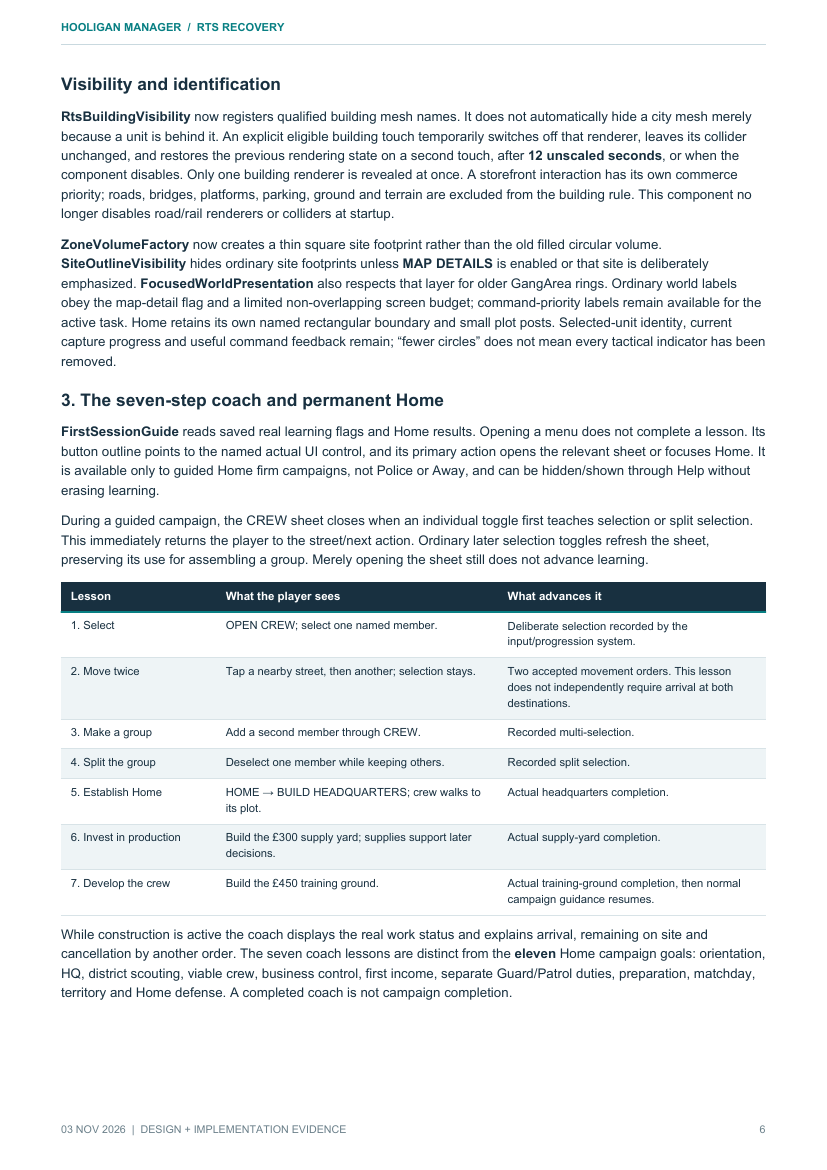 HOOLIGAN MANAGER / RTS RECOVERY
Visibility and identification
RtsBuildingVisibility now registers qualified building mesh names. It does not automatically hide a city mesh merely
because a unit is behind it. An explicit eligible building touch temporarily switches off that renderer, leaves its collider
unchanged, and restores the previous rendering state on a second touch, after 12 unscaled seconds, or when the
component disables. Only one building renderer is revealed at once. A storefront interaction has its own commerce
priority; roads, bridges, platforms, parking, ground and terrain are excluded from the building rule. This component no
longer disables road/rail renderers or colliders at startup.
ZoneVolumeFactory now creates a thin square site footprint rather than the old filled circular volume.
SiteOutlineVisibility hides ordinary site footprints unless MAP DETAILS is enabled or that site is deliberately
emphasized. FocusedWorldPresentation also respects that layer for older GangArea rings. Ordinary world labels
obey the map-detail flag and a limited non-overlapping screen budget; command-priority labels remain available for the
active task. Home retains its own named rectangular boundary and small plot posts. Selected-unit identity, current
capture progress and useful command feedback remain; “fewer circles” does not mean every tactical indicator has been
removed.
3. The seven-step coach and permanent Home
FirstSessionGuide reads saved real learning flags and Home results. Opening a menu does not complete a lesson. Its
button outline points to the named actual UI control, and its primary action opens the relevant sheet or focuses Home. It
is available only to guided Home firm campaigns, not Police or Away, and can be hidden/shown through Help without
erasing learning.
During a guided campaign, the CREW sheet closes when an individual toggle first teaches selection or split selection.
This immediately returns the player to the street/next action. Ordinary later selection toggles refresh the sheet,
preserving its use for assembling a group. Merely opening the sheet still does not advance learning.
Lesson What the player sees What advances it
1. Select OPEN CREW; select one named member. Deliberate selection recorded by the
input/progression system.
2. Move twice Tap a nearby street, then another; selection stays. Two accepted movement orders. This lesson
does not independently require arrival at both
destinations.
3. Make a group Add a second member through CREW. Recorded multi-selection.
4. Split the group Deselect one member while keeping others. Recorded split selection.
5. Establish Home HOME → BUILD HEADQUARTERS; crew walks to Actual headquarters completion.
its plot.
6. Invest in production Build the £300 supply yard; supplies support later Actual supply-yard completion.
decisions.
7. Develop the crew Build the £450 training ground. Actual training-ground completion, then normal
campaign guidance resumes.
While construction is active the coach displays the real work status and explains arrival, remaining on site and
cancellation by another order. The seven coach lessons are distinct from the eleven Home campaign goals: orientation,
HQ, district scouting, viable crew, business control, first income, separate Guard/Patrol duties, preparation, matchday,
territory and Home defense. A completed coach is not campaign completion.
03 NOV 2026 | DESIGN + IMPLEMENTATION EVIDENCE 6